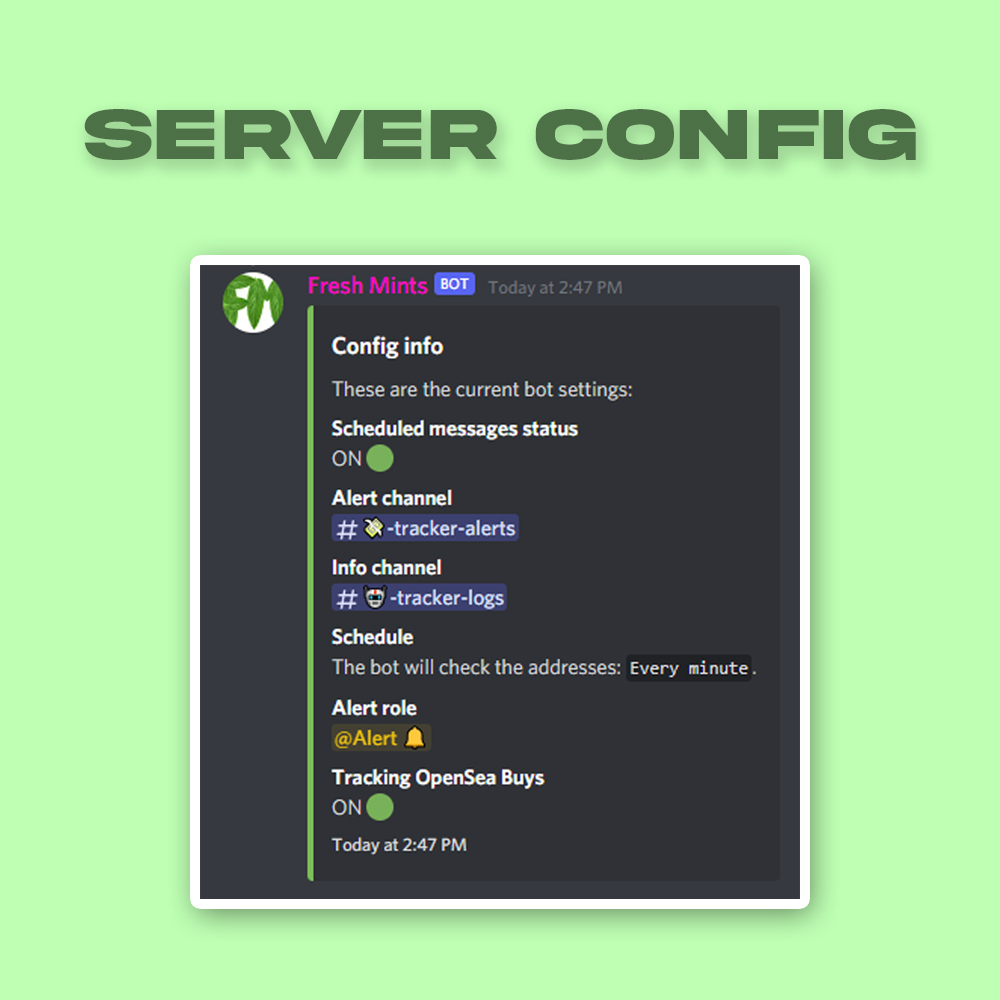 SERVER CONFIG
FM
Fresh Mints BOT Today at 2:47 PM
Config info
These are the current bot settings:
Scheduled messages status
ON 🟢
Alert channel
# 💸-tracker-alerts
Info channel
# 🤖-tracker-logs
Schedule
The bot will check the addresses: Every minute.
Alert role
@Alert 🔔
Tracking OpenSea Buys
ON 🟢
Today at 2:47 PM